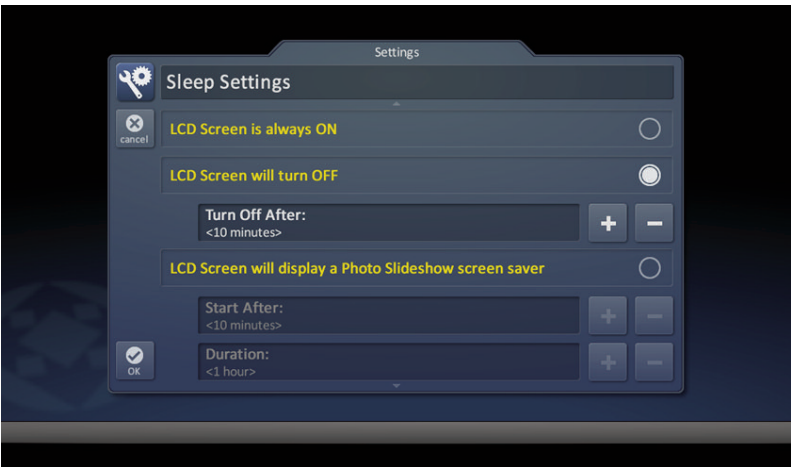 Settings
Sleep Settings
cancel
LCD Screen is always ON
LCD Screen will turn OFF
Turn Off After:
<10 minutes>
LCD Screen will display a Photo Slideshow screen saver
Start After:
<10 minutes>
Duration:
<1 hour>
OK